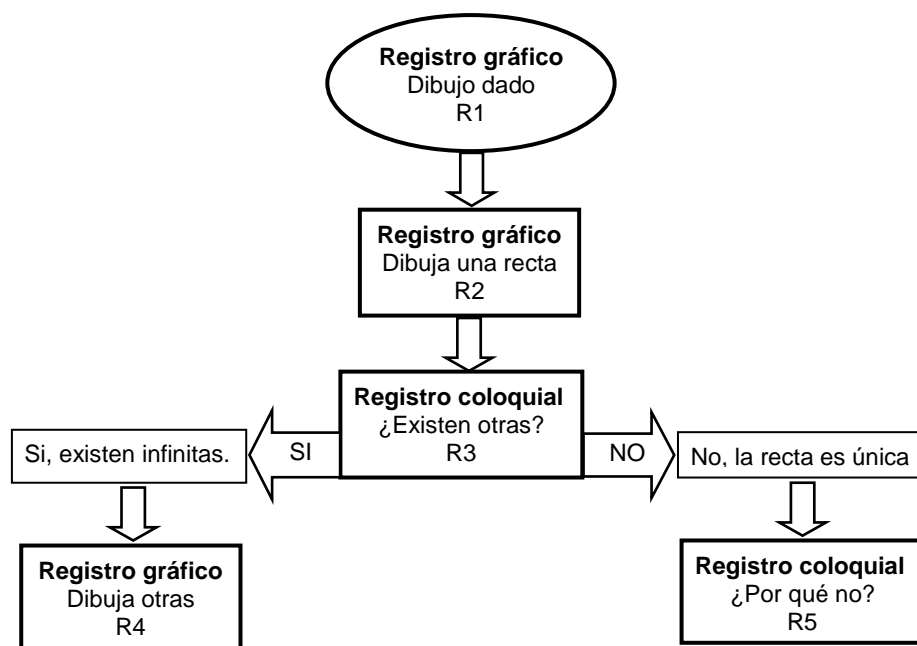 Registro gráfico
Dibujo dado
R1
Registro gráfico
Dibuja una recta
R2
Registro coloquial
¿Existen otras?
R3
SI
NO
Si, existen infinitas.
No, la recta es única
Registro gráfico
Dibuja otras
R4
Registro coloquial
¿Por qué no?
R5